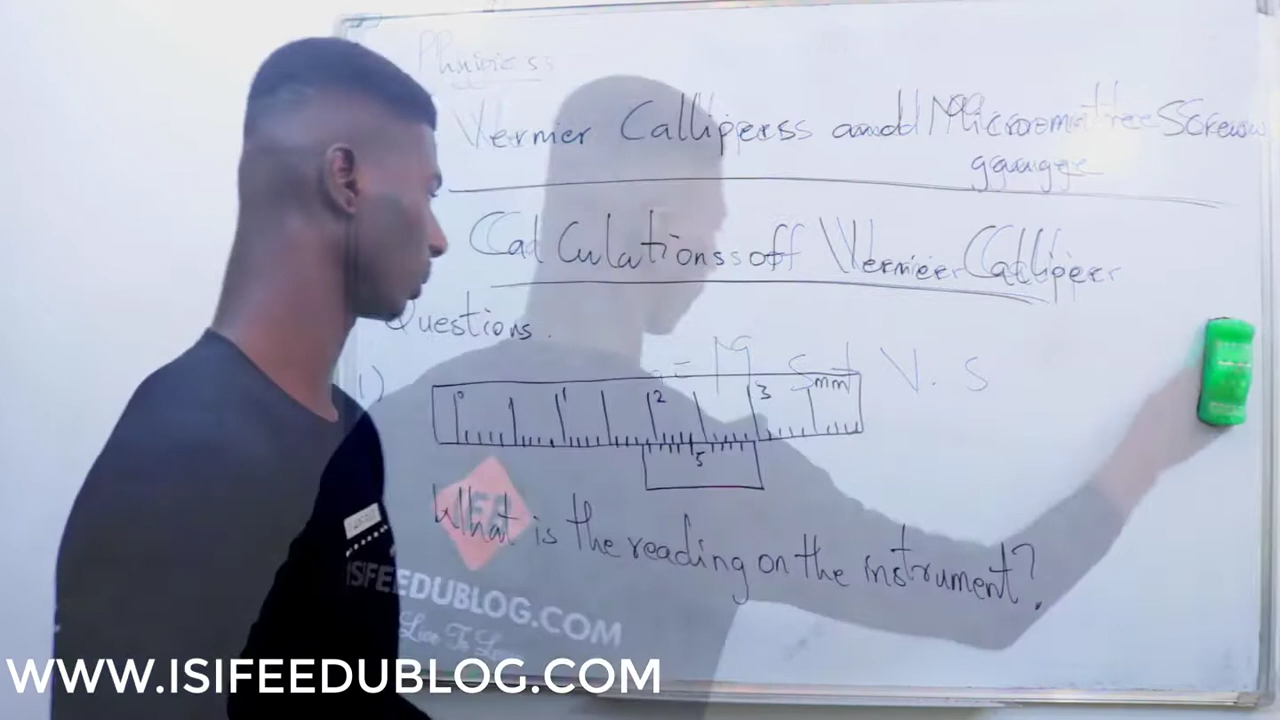 Physics
Vernier Callipers and Micrometre Screw
gauge
Calculations of Vernier Calliper
Questions.
= M S + V. S
1)
0 1 2 3 mm
5
What is the reading on the instrument?
ISIFEEDUBLOG.COM
WWW.ISIFEEDUBLOG.COM